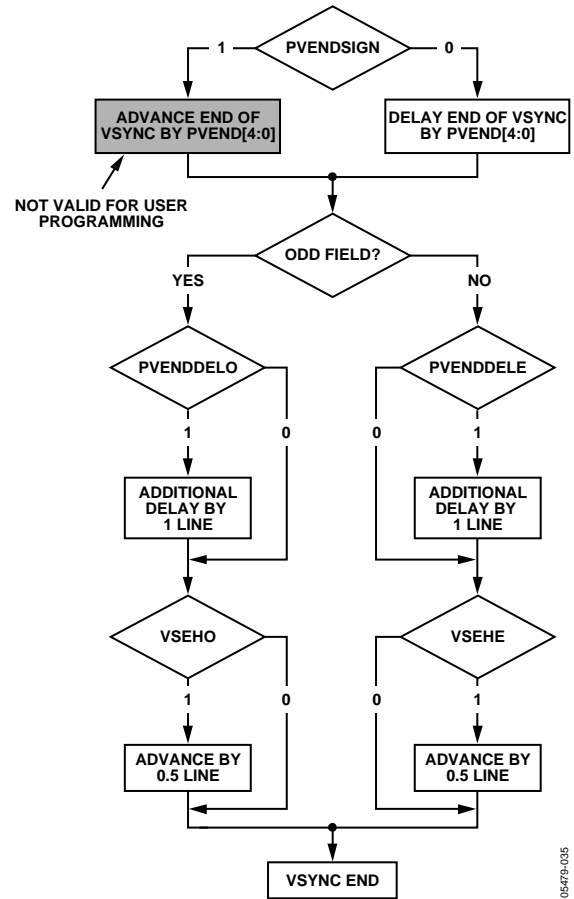 PVENDSIGN
1
0
ADVANCE END OF
VSYNC BY PVEND[4:0]
DELAY END OF VSYNC
BY PVEND[4:0]
NOT VALID FOR USER
PROGRAMMING
ODD FIELD?
YES
NO
PVENDDELO
PVENDDELE
1
0
0
1
ADDITIONAL
DELAY BY
1 LINE
ADDITIONAL
DELAY BY
1 LINE
VSEHO
VSEHE
1
0
0
1
ADVANCE BY
0.5 LINE
ADVANCE BY
0.5 LINE
VSYNC END
05479-035